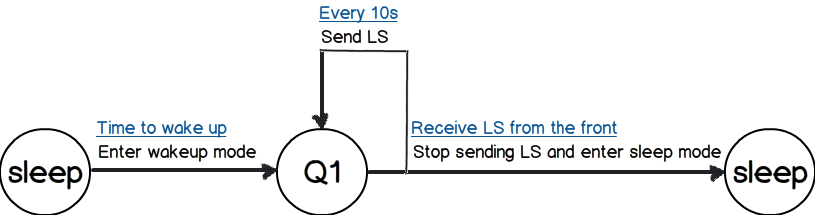 Every 10s
Send LS
Time to wake up
Enter wakeup mode
Receive LS from the front
Stop sending LS and enter sleep mode
sleep
Q1
sleep